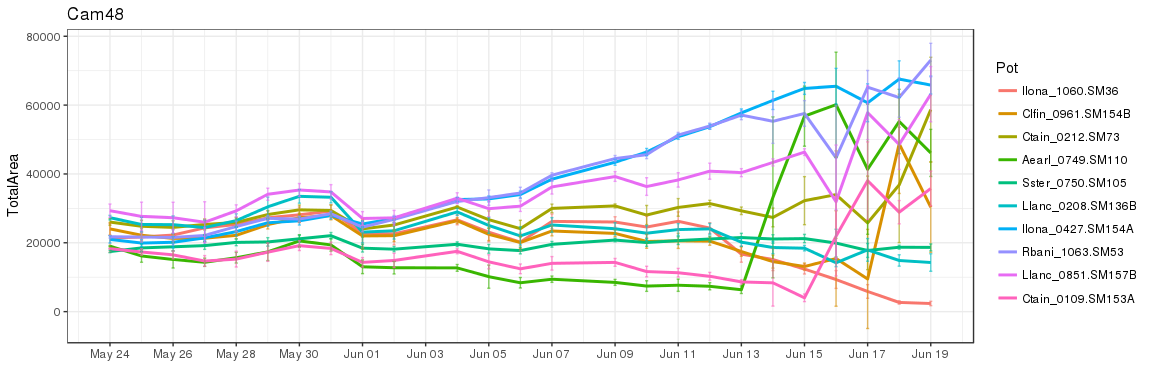 Cam48
TotalArea
80000
60000
40000
20000
0
May 24 May 26 May 28 May 30 Jun 01 Jun 03 Jun 05 Jun 07 Jun 09 Jun 11 Jun 13 Jun 15 Jun 17 Jun 19
Pot
Ilona_1060.SM36
Clfin_0961.SM154B
Ctain_0212.SM73
Aearl_0749.SM110
Sster_0750.SM105
Llanc_0208.SM136B
Ilona_0427.SM154A
Rbani_1063.SM53
Llanc_0851.SM157B
Ctain_0109.SM153A